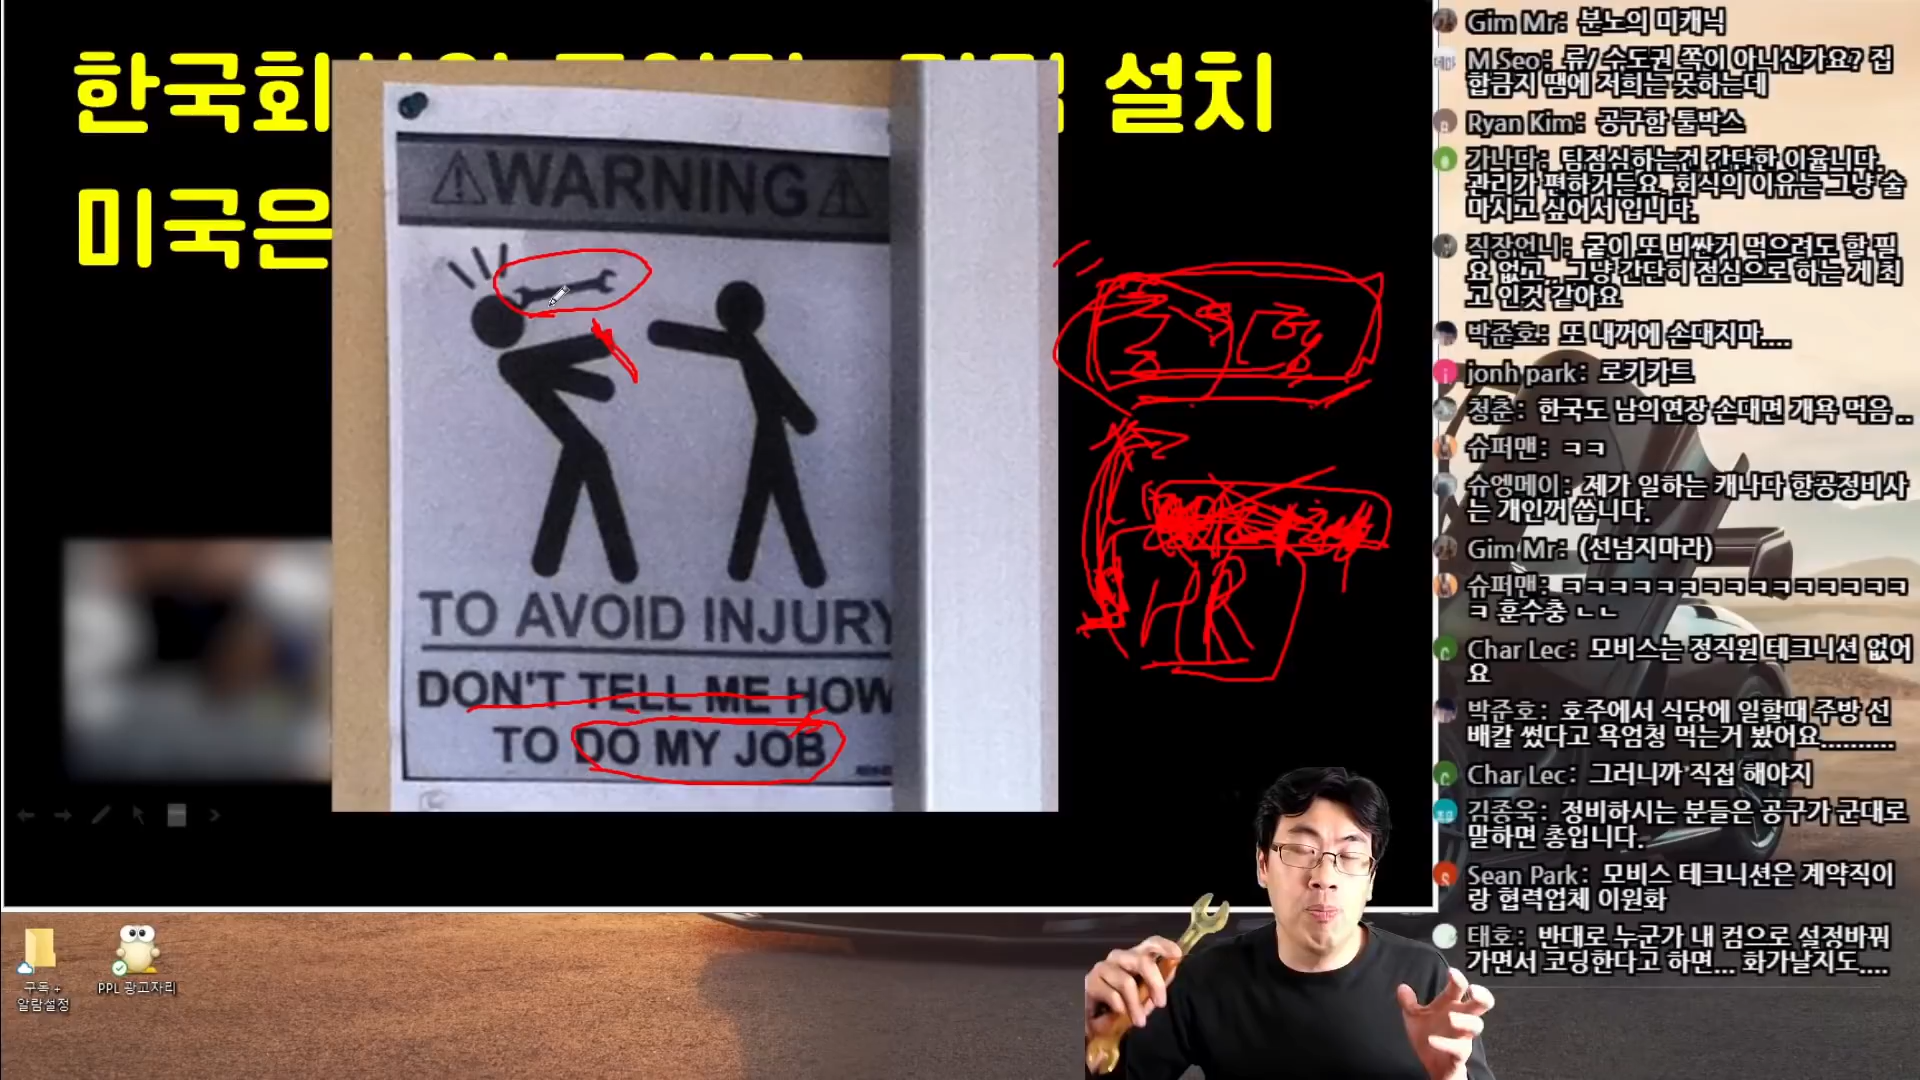 한국회
설치
미국은
WARNING
TO AVOID INJURY
DON'T TELL ME HOW
TO DO MY JOB
HR
구독 +
알람설정
PPL 광고자리
Gim Mr: 분노의 미캐닉
M Seo: 류/ 수도권 쪽이 아니신가요? 집
합금지 땜에 저희는 못하는데
Ryan Kim: 공구함 툴박스
가나다: 팀점심하는건 간단한 이윱니다.
관리가 편하거든요. 회식의 이유는 그냥 술
마시고 싶어서 입니다.
직장언니: 굳이 또 비싼거 먹으려도 할 필
요 없고,, 그냥 간단히 점심으로 하는 게 최
고 인것 같아요
박준호: 또 내꺼에 손대지마....
jonh park: 로키카트
청춘: 한국도 남의연장 손대면 개욕 먹음 ..
슈퍼맨: ㅋㅋ
슈엥메이: 제가 일하는 캐나다 항공정비사
는 개인꺼 씁니다.
Gim Mr: (선넘지마라)
슈퍼맨: ㅋㅋㅋㅋㅋㅋㅋㅋㅋㅋㅋㅋㅋㅋㅋ
ㅋ 훈수충 ㄴㄴ
Char Lec: 모비스는 정직원 테크니션 없어
요
박준호: 호주에서 식당에 일할때 주방 선
배칼 썼다고 욕엄청 먹는거 봤어요..........
Char Lec: 그러니까 직접 해야지
김종욱: 정비하시는 분들은 공구가 군대로
말하면 총입니다.
Sean Park: 모비스 테크니션은 계약직이
랑 협력업체 이원화
태호: 반대로 누군가 내 컴으로 설정바꿔
가면서 코딩한다고 하면... 화가날지도....